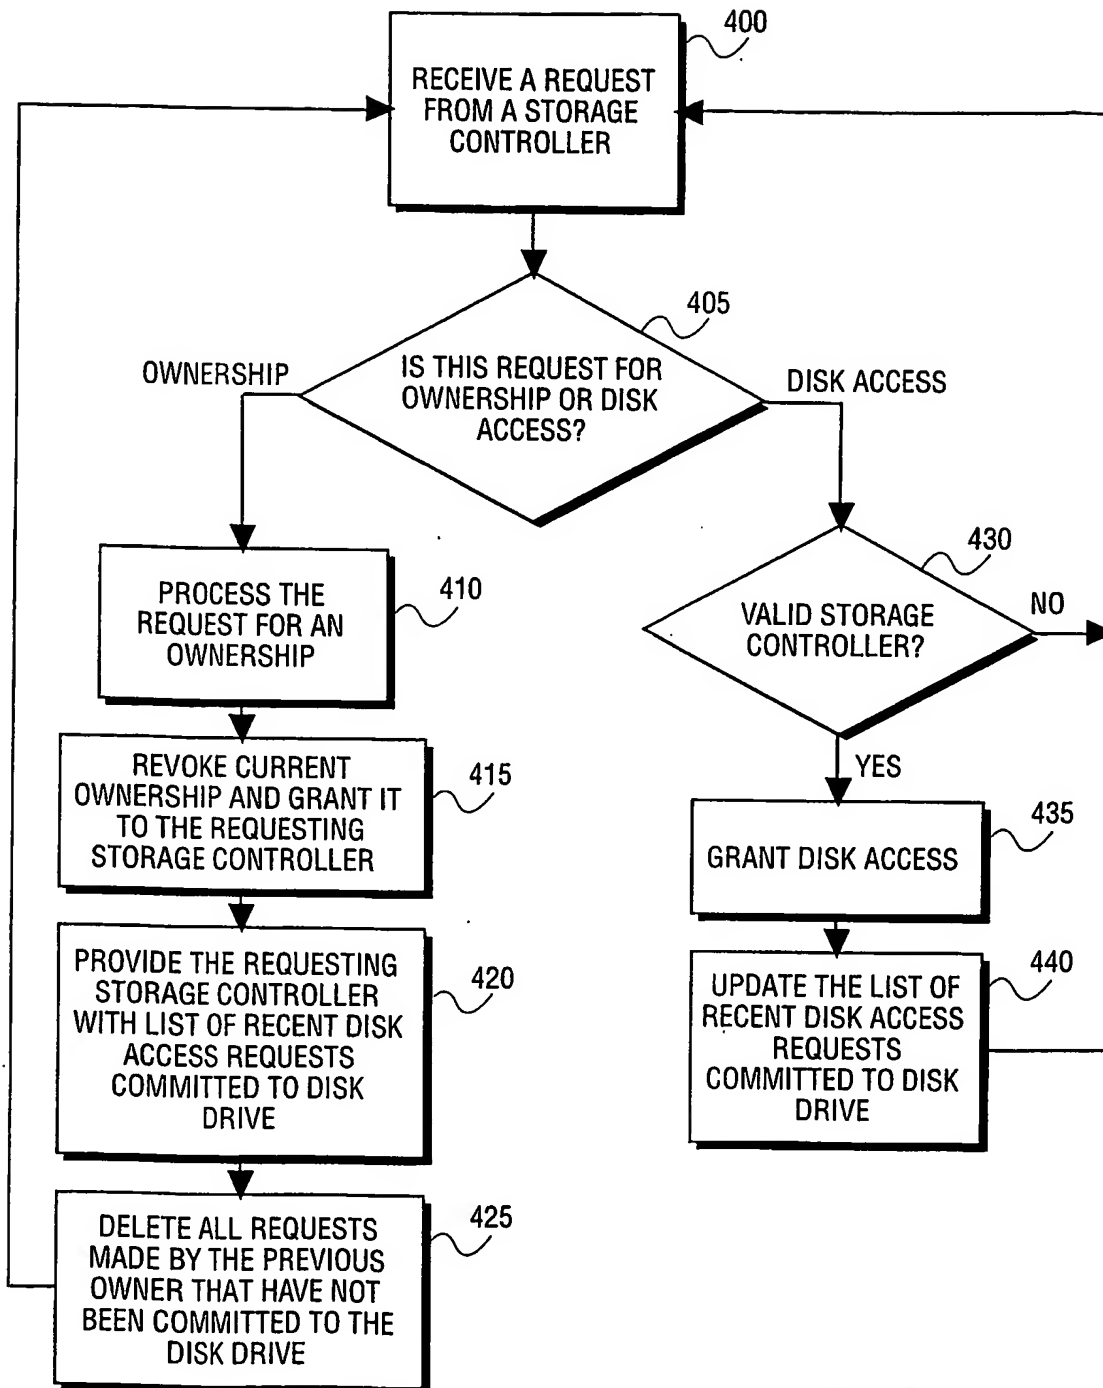 400
RECEIVE A REQUEST
FROM A STORAGE
CONTROLLER
405
IS THIS REQUEST FOR
OWNERSHIP OR DISK
ACCESS?
OWNERSHIP
DISK ACCESS
410
PROCESS THE
REQUEST FOR AN
OWNERSHIP
430
VALID STORAGE
CONTROLLER?
NO
YES
415
REVOKE CURRENT
OWNERSHIP AND GRANT IT
TO THE REQUESTING
STORAGE CONTROLLER
435
GRANT DISK ACCESS
420
PROVIDE THE REQUESTING
STORAGE CONTROLLER
WITH LIST OF RECENT DISK
ACCESS REQUESTS
COMMITTED TO DISK
DRIVE
440
UPDATE THE LIST OF
RECENT DISK ACCESS
REQUESTS
COMMITTED TO DISK
DRIVE
425
DELETE ALL REQUESTS
MADE BY THE PREVIOUS
OWNER THAT HAVE NOT
BEEN COMMITTED TO THE
DISK DRIVE